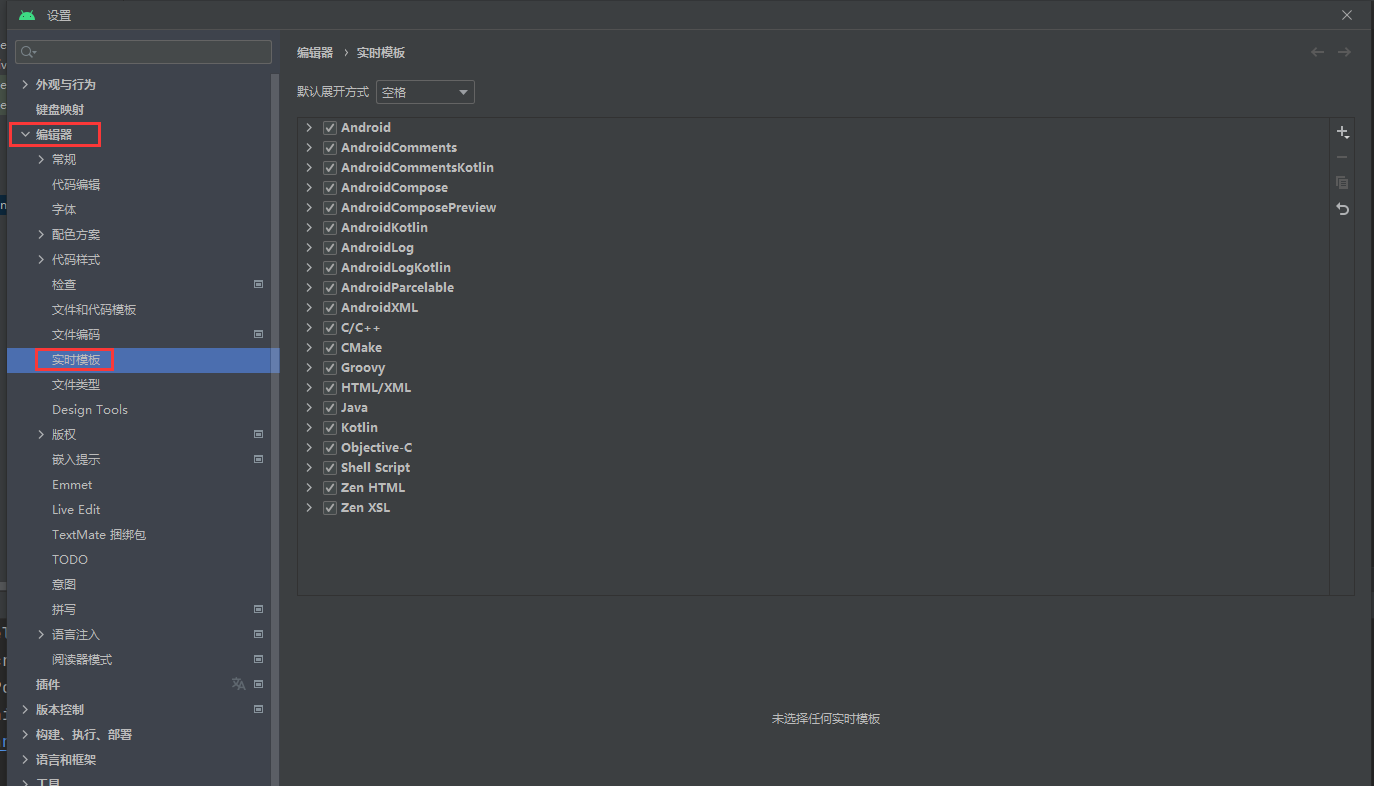 设置
外观与行为
键盘映射
编辑器
常规
代码编辑
字体
配色方案
代码样式
检查
文件和代码模板
文件编码
实时模板
文件类型
Design Tools
版权
嵌入提示
Emmet
Live Edit
TextMate 捆绑包
TODO
意图
拼写
语言注入
阅读器模式
插件
版本控制
构建、执行、部署
语言和框架
工具
编辑器 › 实时模板
默认展开方式 空格
Android
AndroidComments
AndroidCommentsKotlin
AndroidCompose
AndroidComposePreview
AndroidKotlin
AndroidLog
AndroidLogKotlin
AndroidParcelable
AndroidXML
C/C++
CMake
Groovy
HTML/XML
Java
Kotlin
Objective-C
Shell Script
Zen HTML
Zen XSL
未选择任何实时模板